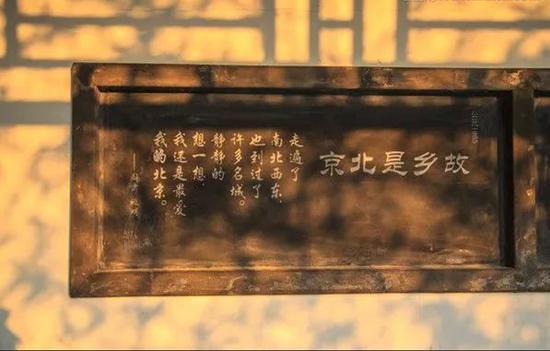 故乡是北京
走遍了
南北西东，
也到过了
许多名城。
静静的
想一想，
我还是最爱
我的北京。